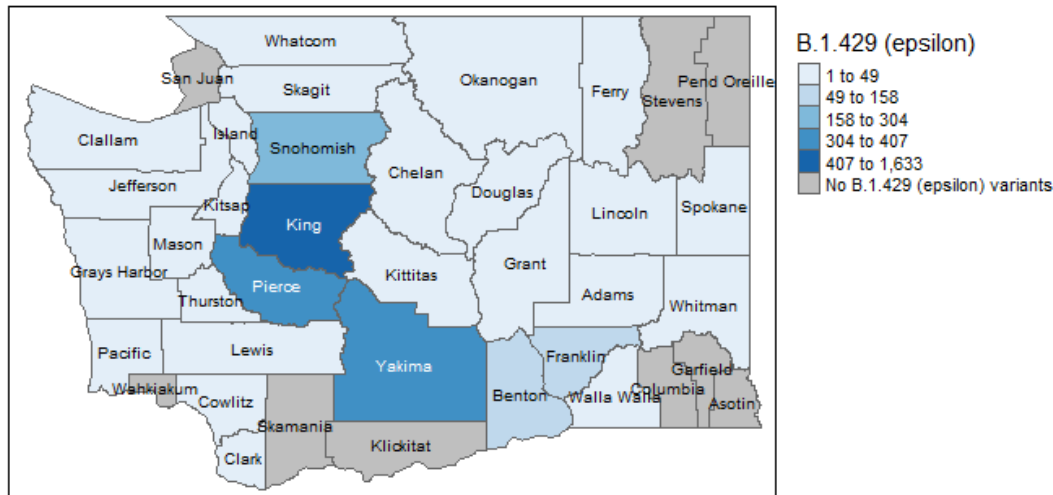 B.1.429 (epsilon)
1 to 49
49 to 158
158 to 304
304 to 407
407 to 1,633
No B.1.429 (epsilon) variants
Whatcom
San Juan
Skagit
Okanogan
Ferry
Stevens
Pend Oreille
Clallam
Island
Snohomish
Chelan
Jefferson
Kitsap
King
Douglas
Lincoln
Spokane
Mason
Grays Harbor
Pierce
Kittitas
Grant
Thurston
Adams
Whitman
Pacific
Lewis
Yakima
Franklin
Garfield
Wahkiakum
Cowlitz
Benton
Walla Walla
Columbia
Asotin
Skamania
Klickitat
Clark